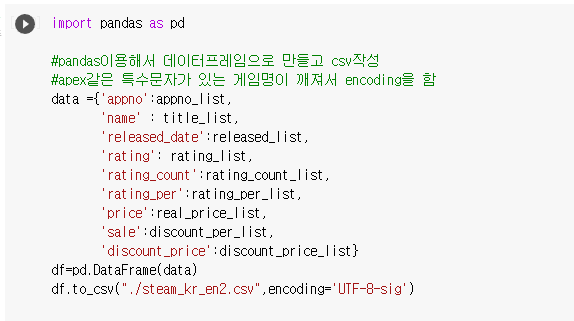 import pandas as pd
#pandas이용해서 데이터프레임으로 만들고 csv작성
#apex같은 특수문자가 있는 게임명이 깨져서 encoding을 함
data ={'appno':appno_list,
'name' : title_list,
'released_date':released_list,
'rating': rating_list,
'rating_count':rating_count_list,
'rating_per':rating_per_list,
'price':real_price_list,
'sale':discount_per_list,
'discount_price':discount_price_list}
df=pd.DataFrame(data)
df.to_csv("./steam_kr_en2.csv",encoding='UTF-8-sig')